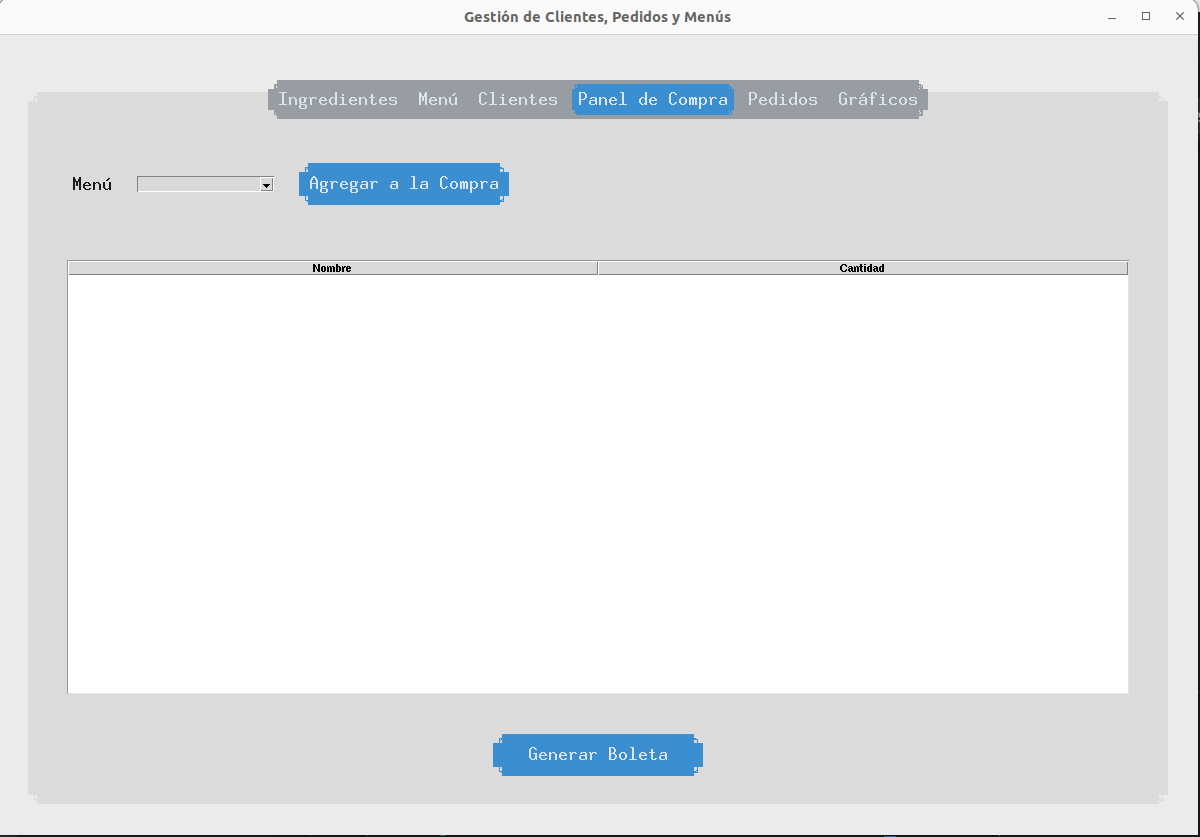 Gestión de Clientes, Pedidos y Menús
Ingredientes Menú Clientes Panel de Compra Pedidos Gráficos
Menú Agregar a la Compra
Nombre Cantidad
Generar Boleta